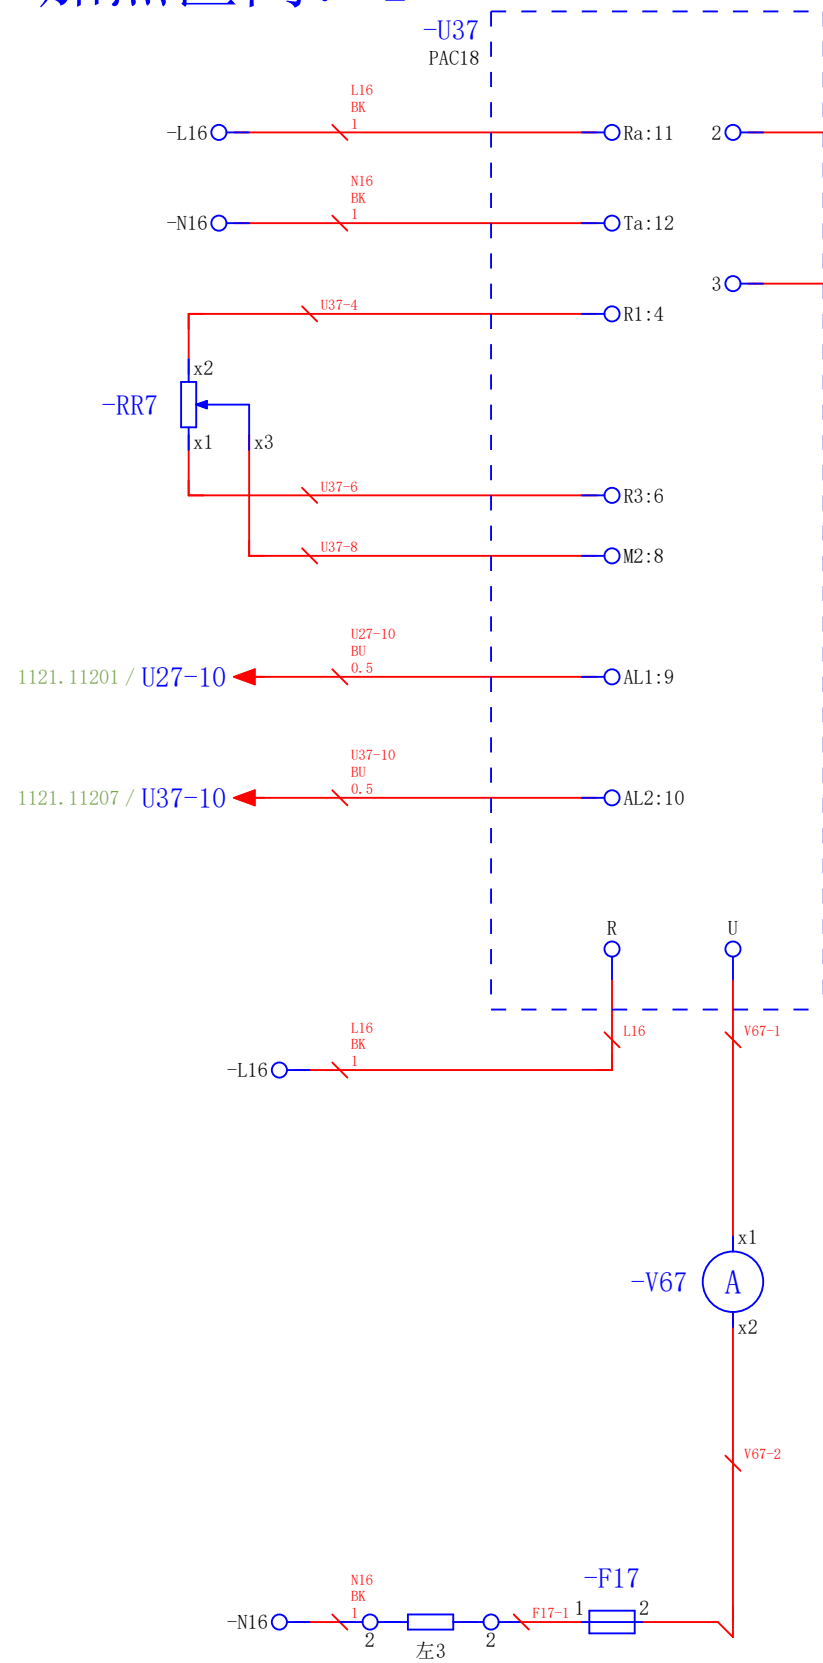 -U37
PAC18
L16
BK
1
-L16
Ra:11
2
N16
BK
1
-N16
Ta:12
3
U37-4
R1:4
x2
-RR7
x1
x3
U37-6
R3:6
U37-8
M2:8
U27-10
BU
0.5
1121.11201 / U27-10
AL1:9
U37-10
BU
0.5
1121.11207 / U37-10
AL2:10
R
U
L16
BK
1
-L16
L16
V67-1
x1
-V67
A
x2
V67-2
-F17
N16
BK
1
-N16
2
左3
2
F17-1
1
2